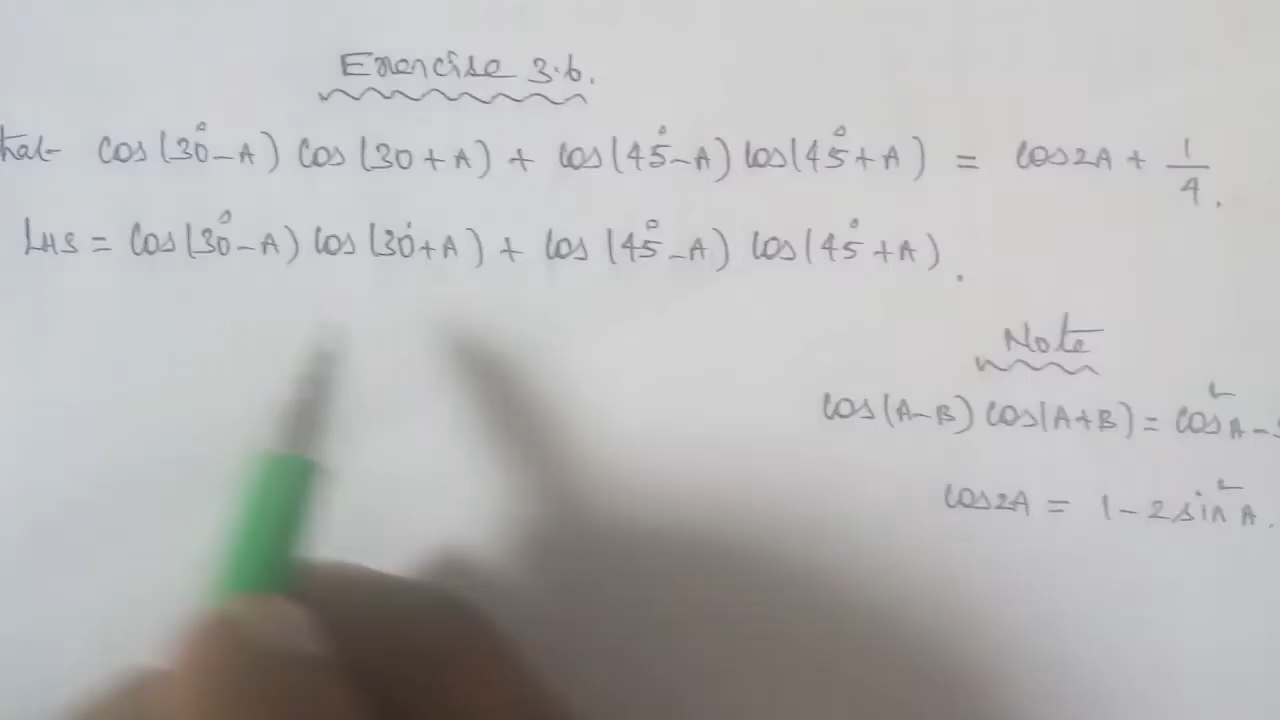 Exercise 3.6.
cos(30°-A) cos(30+A) + cos(45°-A) cos(45°+A) = cos2A + 1/4.
LHS = cos(30°-A) cos(30°+A) + cos(45°-A) cos(45°+A).
Note
cos(A-B) cos(A+B) = cos²A -
cos2A = 1-2sin²A.